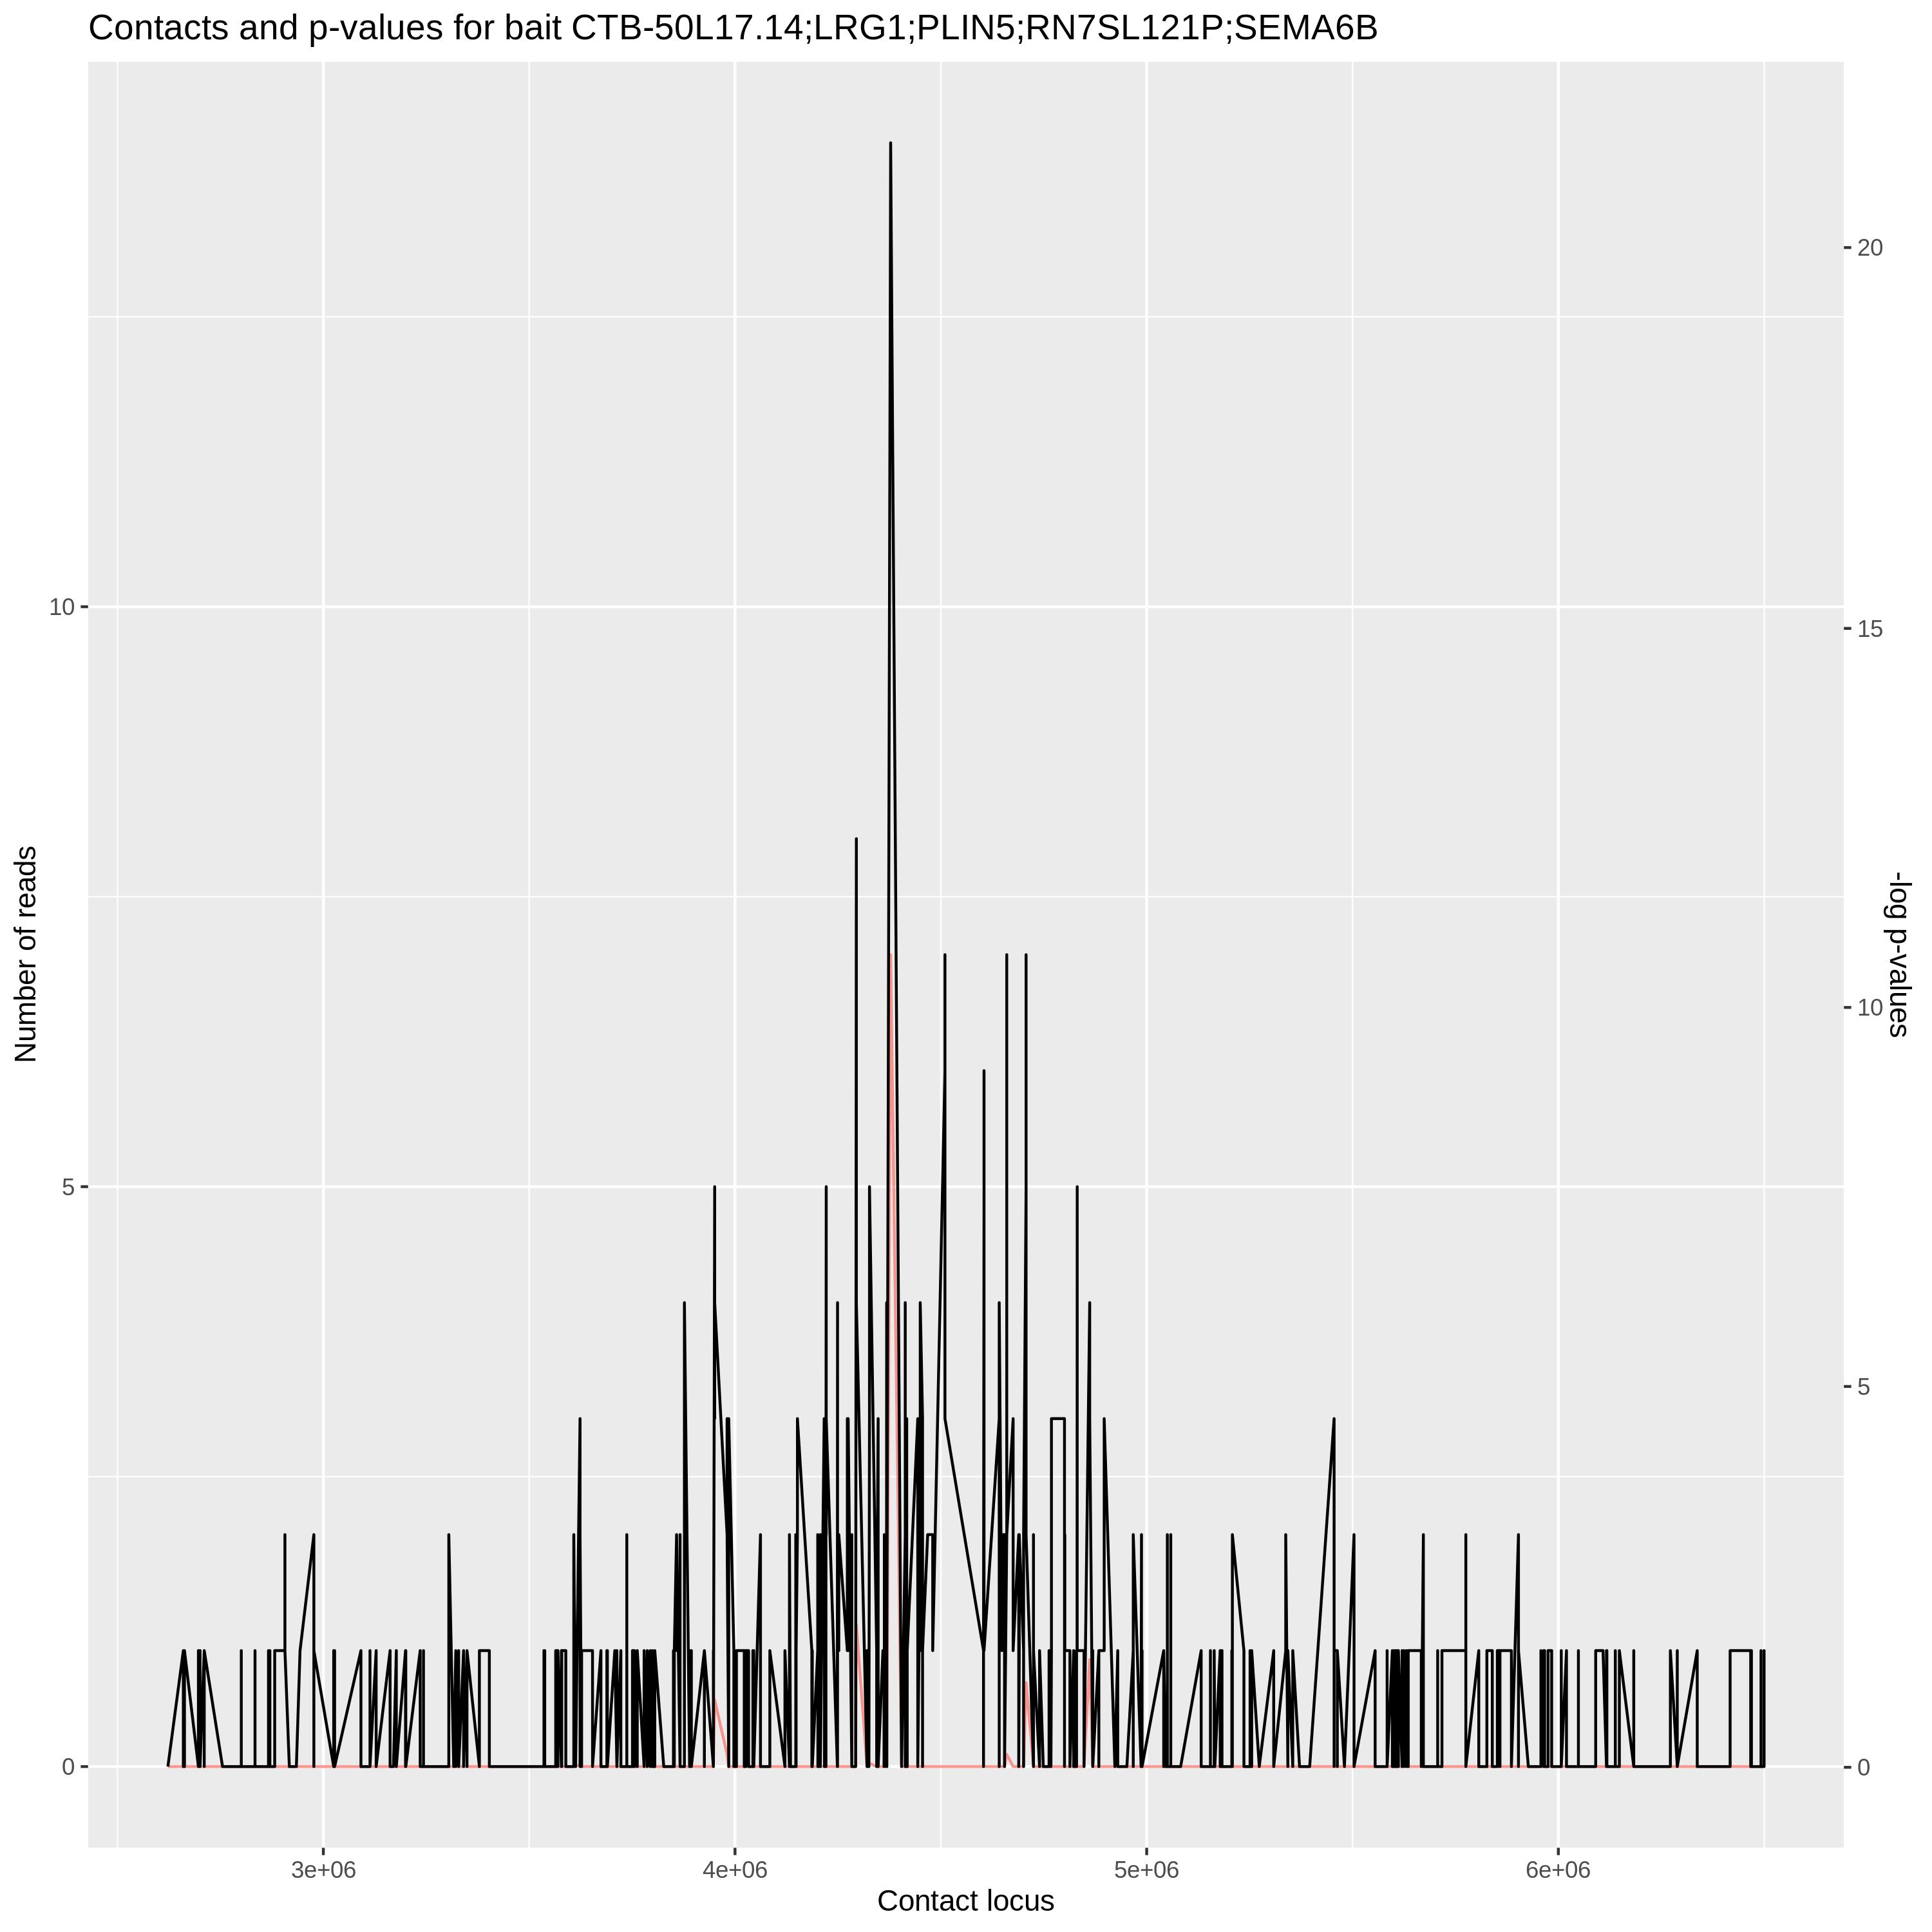 Contacts and p-values for bait CTB-50L17.14;LRG1;PLIN5;RN7SL121P;SEMA6B
Number of reads
10
5
0
20
15
10
5
0
-log p-values
3e+06
4e+06
5e+06
6e+06
Contact locus